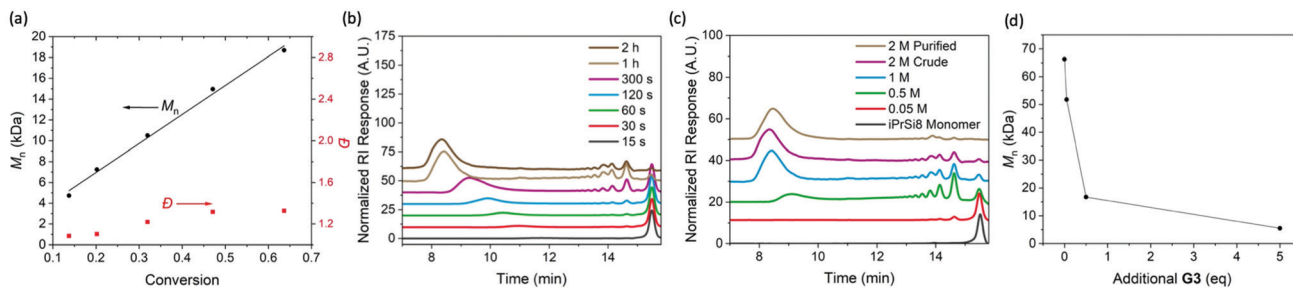 (a)
20
18
16
14
12
10
8
6
4
2
0
Mn (kDa)
Mn
Đ
2.8
2.4
2.0
1.6
1.2
Đ
0.1 0.2 0.3 0.4 0.5 0.6 0.7
Conversion
(b)
175
150
125
100
75
50
25
0
Normalized RI Response (A.U.)
2 h
1 h
300 s
120 s
60 s
30 s
15 s
8 10 12 14
Time (min)
(c)
100
80
60
40
20
0
Normalized RI Response (A.U.)
2 M Purified
2 M Crude
1 M
0.5 M
0.05 M
iPrSi8 Monomer
8 10 12 14
Time (min)
(d)
70
60
50
40
30
20
10
0
Mn (kDa)
0 1 2 3 4 5
Additional G3 (eq)